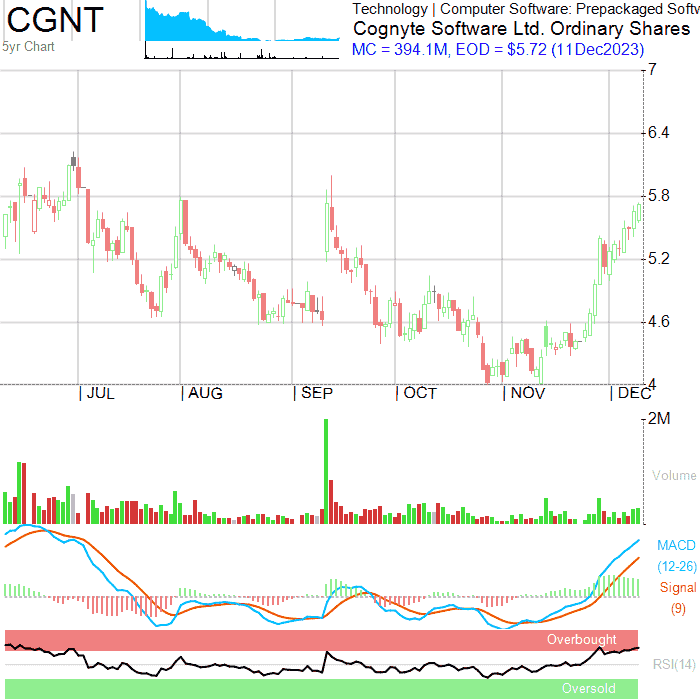 CGNT
5yr Chart
Technology | Computer Software: Prepackaged Softw
Cognyte Software Ltd. Ordinary Shares
MC = 394.1M, EOD = $5.72 (11Dec2023)
7
6.4
5.8
5.2
4.6
4
JUL AUG SEP OCT NOV DEC
2M
Volume
MACD
(12-26)
Signal
(9)
Overbought
RSI(14)
Oversold